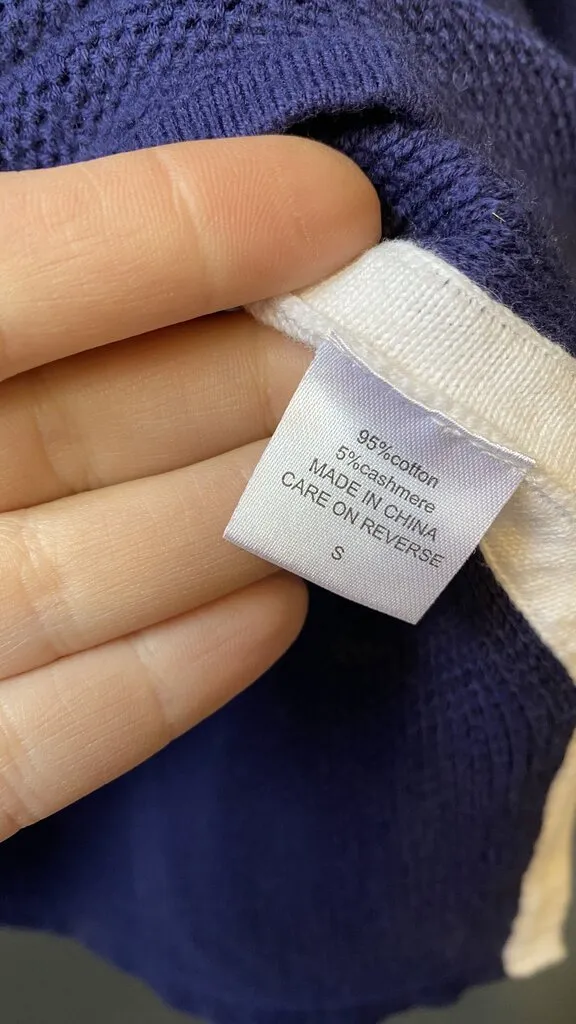 95%cotton
5%cashmere
MADE IN CHINA
CARE ON REVERSE
S